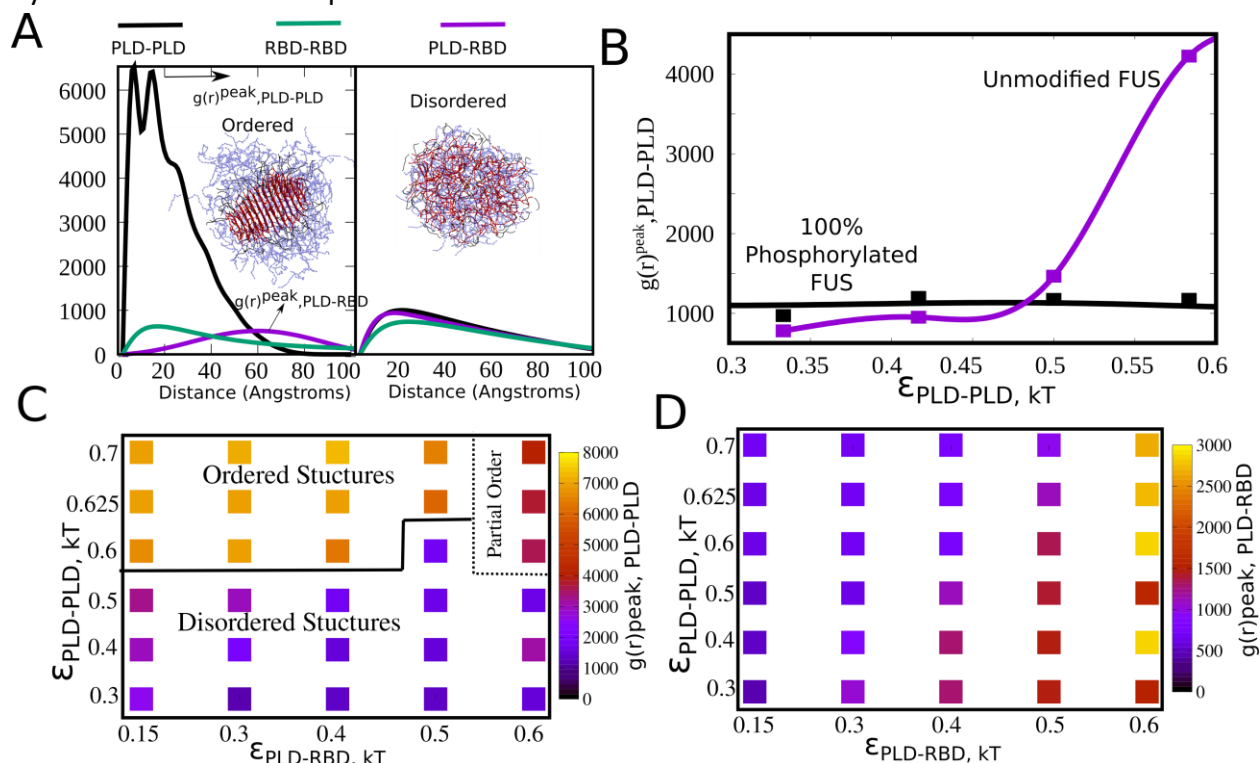 A
PLD-PLD
RBD-RBD
PLD-RBD
g(r)peak,PLD-PLD
Ordered
g(r)peak,PLD-RBD
Disordered
6000
5000
4000
3000
2000
1000
0
0 20 40 60 80 100
20 40 60 80 100
Distance (Angstroms)
Distance (Angstroms)
B
Unmodified FUS
100%
Phosphorylated
FUS
g(r)peak,PLD-PLD
4000
3000
2000
1000
0.3 0.35 0.4 0.45 0.5 0.55 0.6
εPLD-PLD, kT
C
Ordered Stuctures
Partial Order
Disordered Stuctures
εPLD-PLD, kT
0.7
0.625
0.6
0.5
0.4
0.3
0.15 0.3 0.4 0.5 0.6
εPLD-RBD, kT
8000
7000
6000
5000
4000
3000
2000
1000
0
g(r)peak, PLD-PLD
D
εPLD-PLD, kT
0.7
0.625
0.6
0.5
0.4
0.3
0.15 0.3 0.4 0.5 0.6
εPLD-RBD, kT
3000
2500
2000
1500
1000
500
0
g(r)peak, PLD-RBD